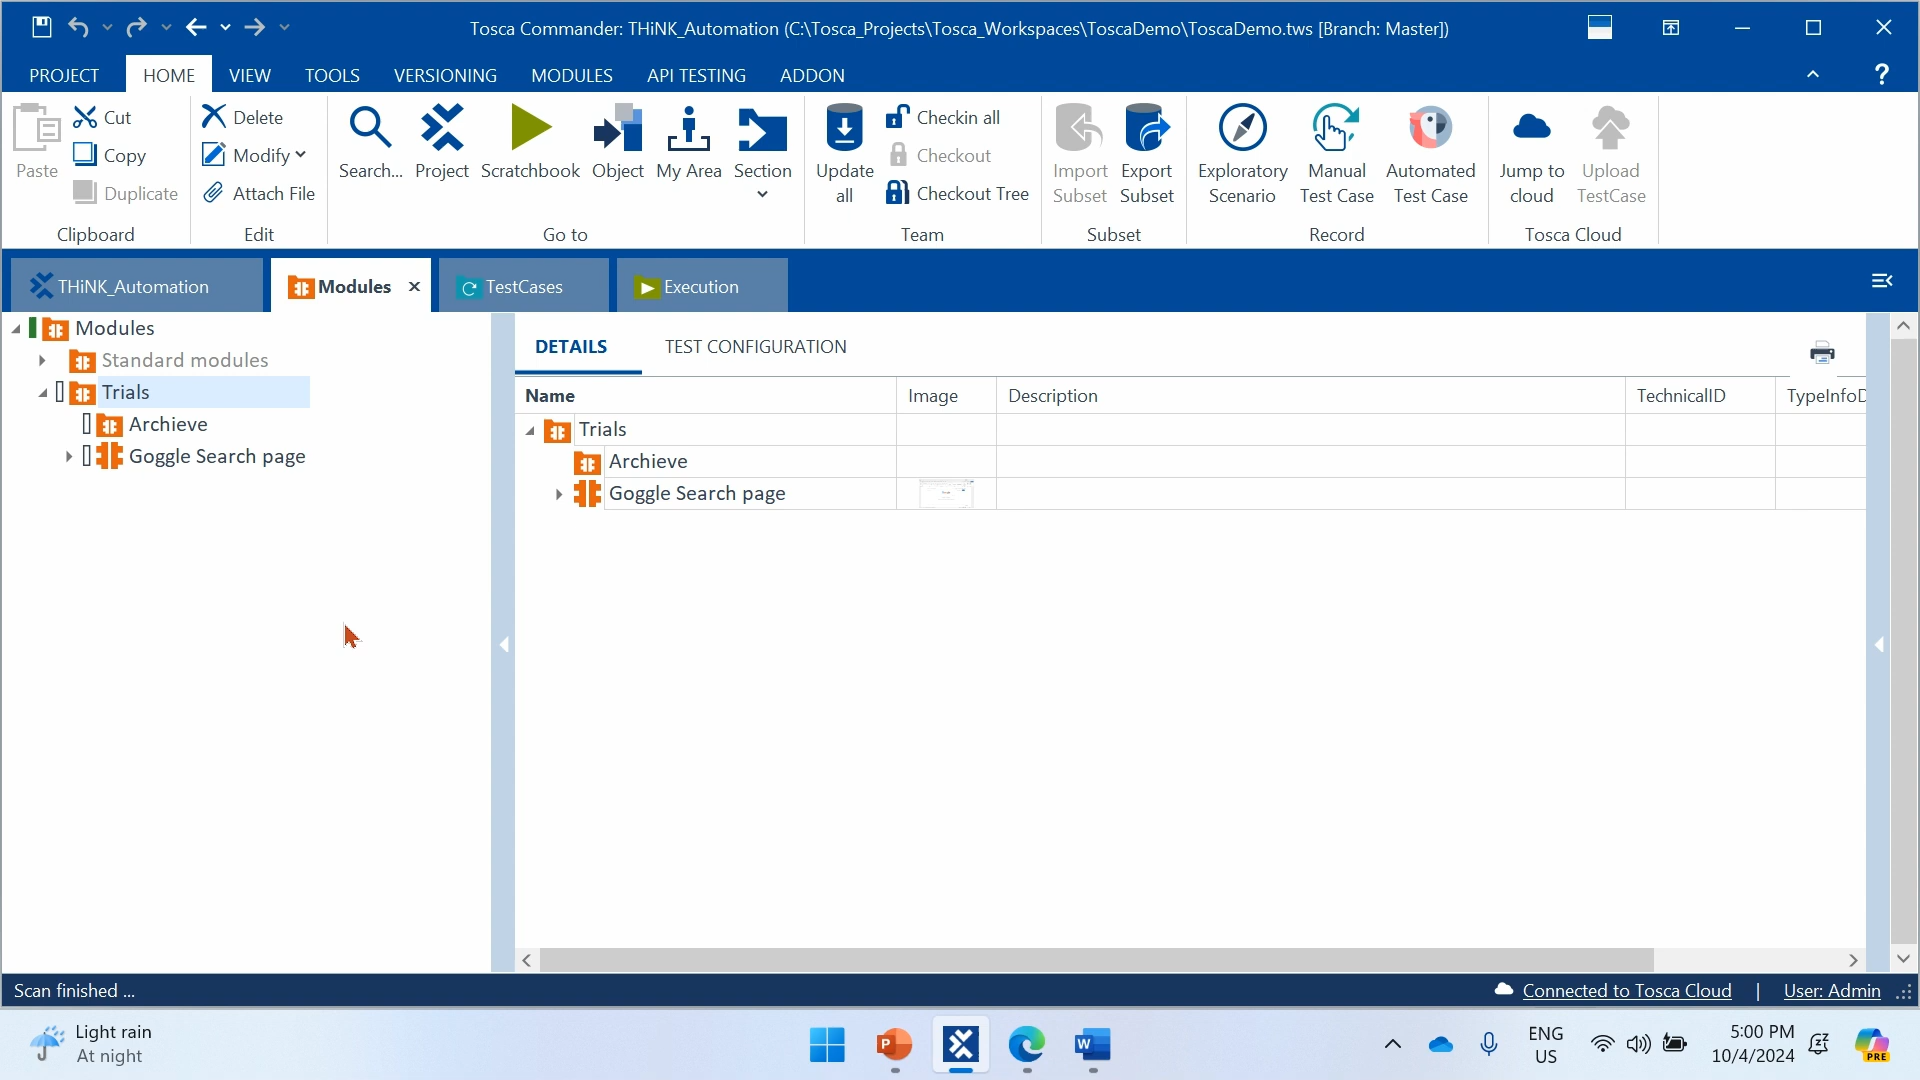 Tosca Commander: THiNK_Automation (C:\Tosca_Projects\Tosca_Workspaces\ToscaDemo\ToscaDemo.tws [Branch: Master])
PROJECT HOME VIEW TOOLS VERSIONING MODULES API TESTING ADDON ?
Paste
Cut
Copy
Duplicate
Clipboard
Delete
Modify
Attach File
Edit
Search...
Project
Scratchbook
Object
My Area
Section
Go to
Update all
Checkin all
Checkout
Checkout Tree
Team
Import Subset
Export Subset
Subset
Exploratory Scenario
Manual Test Case
Automated Test Case
Record
Jump to cloud
Upload TestCase
Tosca Cloud
THiNK_Automation Modules × TestCases Execution
Modules
Standard modules
Trials
Archieve
Goggle Search page
DETAILS TEST CONFIGURATION
Name Image Description TechnicalID TypeInfoD
Trials
Archieve
Goggle Search page
Scan finished ... Connected to Tosca Cloud | User: Admin
Light rain
At night
P
W
ENG
US
5:00 PM
10/4/2024
PRE